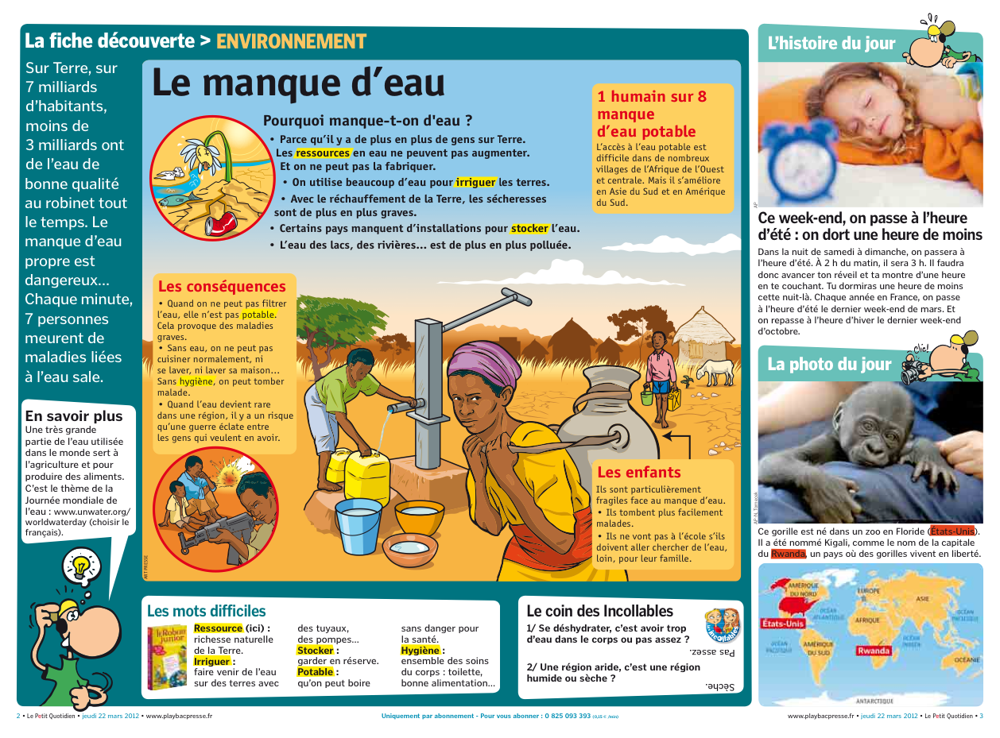 La fiche découverte > ENVIRONNEMENT
Sur Terre, sur
7 milliards
d'habitants,
moins de
3 milliards ont
de l'eau de
bonne qualité
au robinet tout
le temps. Le
manque d'eau
propre est
dangereux...
Chaque minute,
7 personnes
meurent de
maladies liées
à l'eau sale.
En savoir plus
Une très grande
partie de l'eau utilisée
dans le monde sert à
l'agriculture et pour
produire des aliments.
C'est le thème de la
Journée mondiale de
l'eau : www.unwater.org/
worldwaterday (choisir le
français).
Le manque d'eau
Pourquoi manque-t-on d'eau ?
• Parce qu'il y a de plus en plus de gens sur Terre.
Les ressources en eau ne peuvent pas augmenter.
Et on ne peut pas la fabriquer.
• On utilise beaucoup d'eau pour irriguer les terres.
• Avec le réchauffement de la Terre, les sécheresses
sont de plus en plus graves.
• Certains pays manquent d'installations pour stocker l'eau.
• L'eau des lacs, des rivières... est de plus en plus polluée.
1 humain sur 8
manque
d'eau potable
L'accès à l'eau potable est
difficile dans de nombreux
villages de l'Afrique de l'Ouest
et centrale. Mais il s'améliore
en Asie du Sud et en Amérique
du Sud.
Les conséquences
• Quand on ne peut pas filtrer
l'eau, elle n'est pas potable.
Cela provoque des maladies
graves.
• Sans eau, on ne peut pas
cuisiner normalement, ni
se laver, ni laver sa maison...
Sans hygiène, on peut tomber
malade.
• Quand l'eau devient rare
dans une région, il y a un risque
qu'une guerre éclate entre
les gens qui veulent en avoir.
Les enfants
Ils sont particulièrement
fragiles face au manque d'eau.
• Ils tombent plus facilement
malades.
• Ils ne vont pas à l'école s'ils
doivent aller chercher de l'eau,
loin, pour leur famille.
ART PRESSE
Les mots difficiles
le Robert
junior
Ressource (ici) :
richesse naturelle
de la Terre.
Irriguer :
faire venir de l'eau
sur des terres avec
des tuyaux,
des pompes...
Stocker :
garder en réserve.
Potable :
qu'on peut boire
sans danger pour
la santé.
Hygiène :
ensemble des soins
du corps : toilette,
bonne alimentation...
Le coin des Incollables
les incollables
1/ Se déshydrater, c'est avoir trop
d'eau dans le corps ou pas assez ?
Pas assez.
2/ Une région aride, c'est une région
humide ou sèche ?
Sèche.
L'histoire du jour
AP
Ce week-end, on passe à l'heure
d'été : on dort une heure de moins
Dans la nuit de samedi à dimanche, on passera à
l'heure d'été. À 2 h du matin, il sera 3 h. Il faudra
donc avancer ton réveil et ta montre d'une heure
en te couchant. Tu dormiras une heure de moins
cette nuit-là. Chaque année en France, on passe
à l'heure d'été le dernier week-end de mars. Et
on repasse à l'heure d'hiver le dernier week-end
d'octobre.
Clic!
La photo du jour
Ce gorille est né dans un zoo en Floride (États-Unis).
Il a été nommé Kigali, comme le nom de la capitale
du Rwanda, un pays où des gorilles vivent en liberté.
AMÉRIQUE
DU NORD
EUROPE
ASIE
OCÉAN
ATLANTIQUE
OCÉAN
PACIFIQUE
États-Unis
AFRIQUE
OCÉAN
PACIFIQUE
AMÉRIQUE
DU SUD
OCÉAN
INDIEN
Rwanda
OCÉANIE
ANTARCTIQUE
2 • Le Petit Quotidien • jeudi 22 mars 2012 • www.playbacpresse.fr
Uniquement par abonnement - Pour vous abonner : 0 825 093 393 (0,15 € /min)
www.playbacpresse.fr • jeudi 22 mars 2012 • Le Petit Quotidien • 3